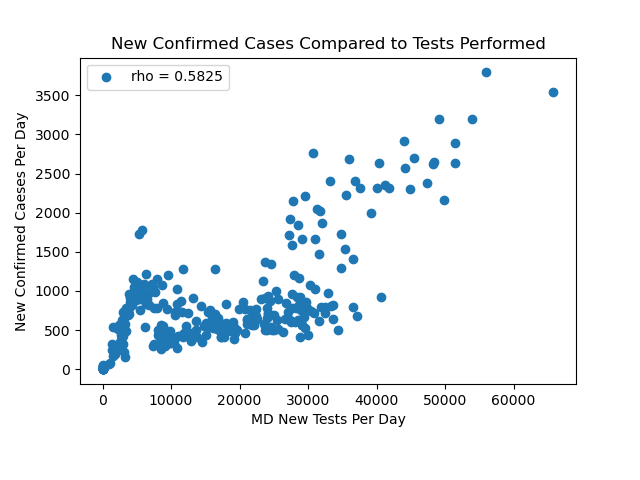 New Confirmed Cases Compared to Tests Performed
rho = 0.5825
New Confirmed Caeses Per Day
3500
3000
2500
2000
1500
1000
500
0
0 10000 20000 30000 40000 50000 60000
MD New Tests Per Day